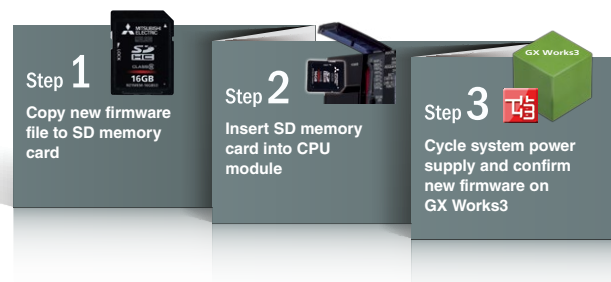 Step 1
MITSUBISHI
ELECTRIC
SD
HC
CLASS
16GB
LOCK
Copy new firmware
file to SD memory
card
Step 2
Insert SD memory
card into CPU
module
Step 3
GX Works3
Cycle system power
supply and confirm
new firmware on
GX Works3